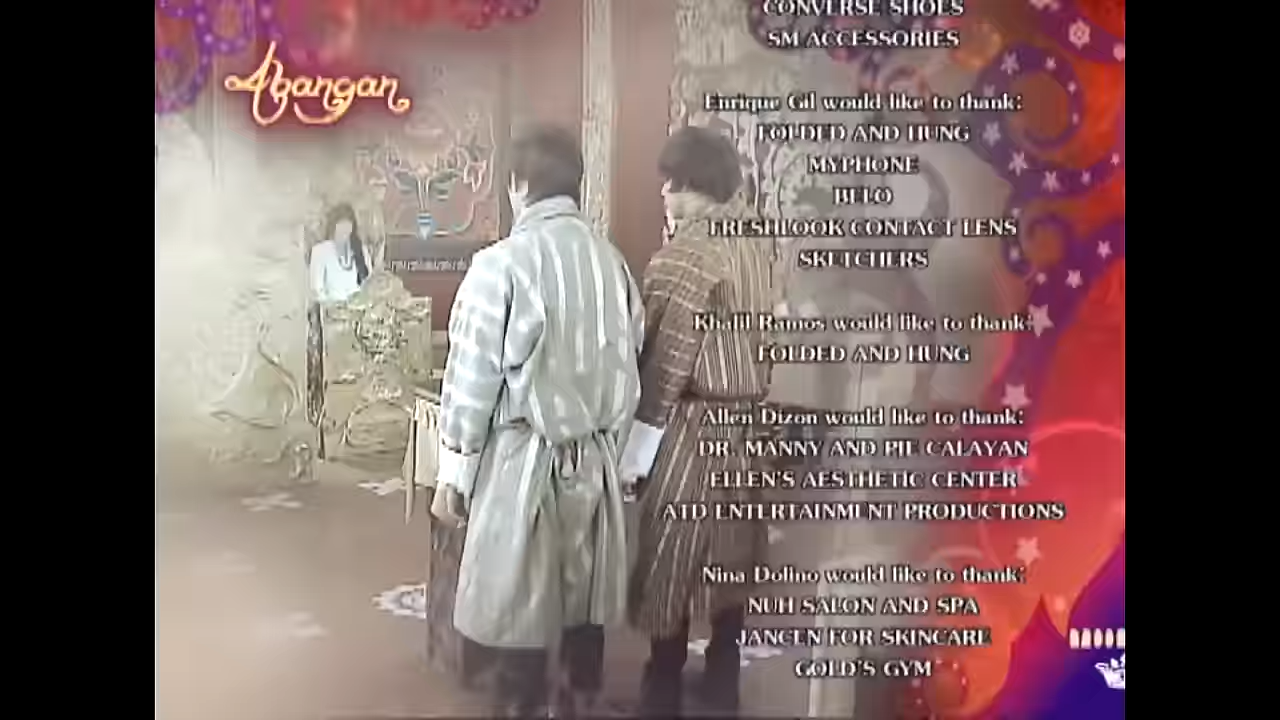 Abangan
CONVERSE SHOES
SM ACCESSORIES
Enrique Gil would like to thank:
FOLDED AND HUNG
MYPHONE
BELO
FRESHLOOK CONTACT LENS
SKETCHERS
Khalil Ramos would like to thank:
FOLDED AND HUNG
Allen Dizon would like to thank:
DR. MANNY AND PIE CALAYAN
ELLEN'S AESTHETIC CENTER
ATD ENTERTAINMENT PRODUCTIONS
Nina Dolino would like to thank:
NUH SALON AND SPA
JANCEN FOR SKINCARE
GOLD'S GYM